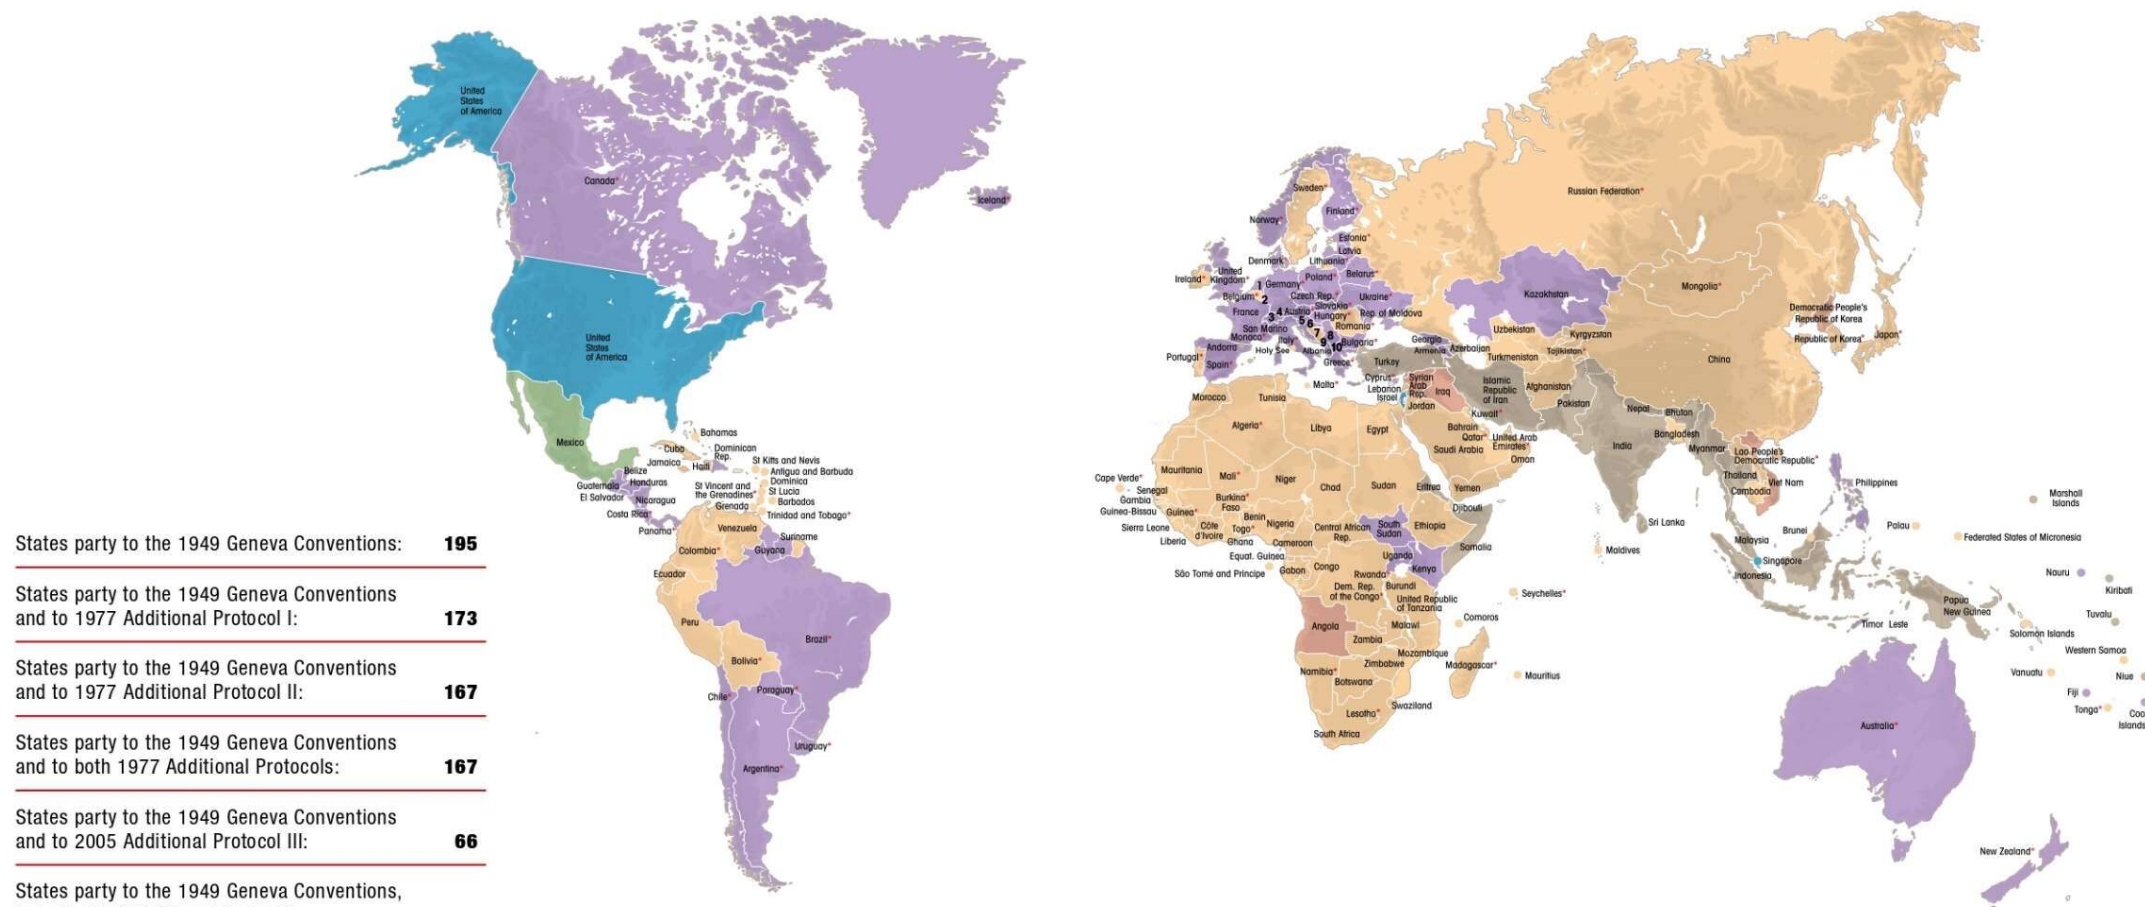 United
States
of America
Canada*
Iceland*
United
States
of America
Mexico
Bahamas
Cuba
Dominican
Rep.
Jamaica
Haiti
St Kitts and Nevis
Antigua and Barbuda
Dominica
St Lucia
Barbados
St Vincent and
the Grenadines*
Grenada
Trinidad and Tobago*
Belize
Guatemala
Honduras
El Salvador
Nicaragua
Costa Rica*
Panama*
Venezuela
Colombia*
Guyana
Suriname
Ecuador
Peru
Brazil*
Bolivia*
Chile*
Paraguay*
Uruguay*
Argentina*
States party to the 1949 Geneva Conventions: 195
States party to the 1949 Geneva Conventions
and to 1977 Additional Protocol I: 173
States party to the 1949 Geneva Conventions
and to 1977 Additional Protocol II: 167
States party to the 1949 Geneva Conventions
and to both 1977 Additional Protocols: 167
States party to the 1949 Geneva Conventions
and to 2005 Additional Protocol III: 66
States party to the 1949 Geneva Conventions,
Sweden*
Norway*
Finland*
Estonia*
Latvia
Denmark*
Lithuania*
Ireland*
United
Kingdom*
Belgium*
1
Germany*
2
Poland*
Belarus*
Czech Rep.*
Slovakia*
Ukraine*
France
3
4
Austria*
5
6
7
8
9
10
Hungary*
Rep. of Moldova
Romania*
San Marino
Monaco*
Italy*
Andorra
Holy See
Albania
Bulgaria*
Portugal*
Spain*
Greece*
Malta*
Turkey
Georgia
Armenia
Azerbaijan
Cyprus*
Lebanon
Israel
Syrian
Arab
Rep.
Iraq
Jordan
Islamic
Republic
of Iran
Kuwait*
Bahrain
Qatar*
United Arab
Emirates*
Saudi Arabia
Oman
Yemen
Russian Federation*
Kazakhstan
Uzbekistan
Kyrgyzstan
Turkmenistan
Tajikistan*
Afghanistan
Pakistan
Mongolia*
China
Democratic People's
Republic of Korea
Republic of Korea*
Japan*
Nepal
Bhutan
Bangladesh
India
Myanmar
Lao People's
Democratic Republic*
Thailand
Viet Nam
Cambodia
Philippines
Sri Lanka
Maldives
Malaysia
Brunei
Singapore
Indonesia
Timor Leste
Papua
New Guinea
Palau
Marshall
Islands
Federated States of Micronesia
Nauru
Kiribati
Tuvalu
Solomon Islands
Western Samoa
Vanuatu
Niue
Fiji
Tonga*
Coo
Islands
Australia*
New Zealand*
Morocco
Tunisia
Algeria*
Libya
Egypt
Cape Verde*
Mauritania
Mali*
Niger
Chad
Sudan
Eritrea
Djibouti
Senegal
Gambia
Guinea-Bissau
Guinea*
Sierra Leone
Liberia
Burkina*
Faso
Côte
d'Ivoire
Benin
Togo*
Ghana
Nigeria
Cameroon
Central African
Rep.
South
Sudan
Ethiopia
Somalia
Equat. Guinea
São Tomé and Principe
Gabon
Congo
Uganda
Kenya
Rwanda*
Burundi
Dem. Rep.
of the Congo*
United Republic
of Tanzania
Seychelles*
Comoros
Angola
Zambia
Malawi
Mozambique
Zimbabwe
Madagascar*
Mauritius
Namibia*
Botswana
Swaziland
Lesotho*
South Africa